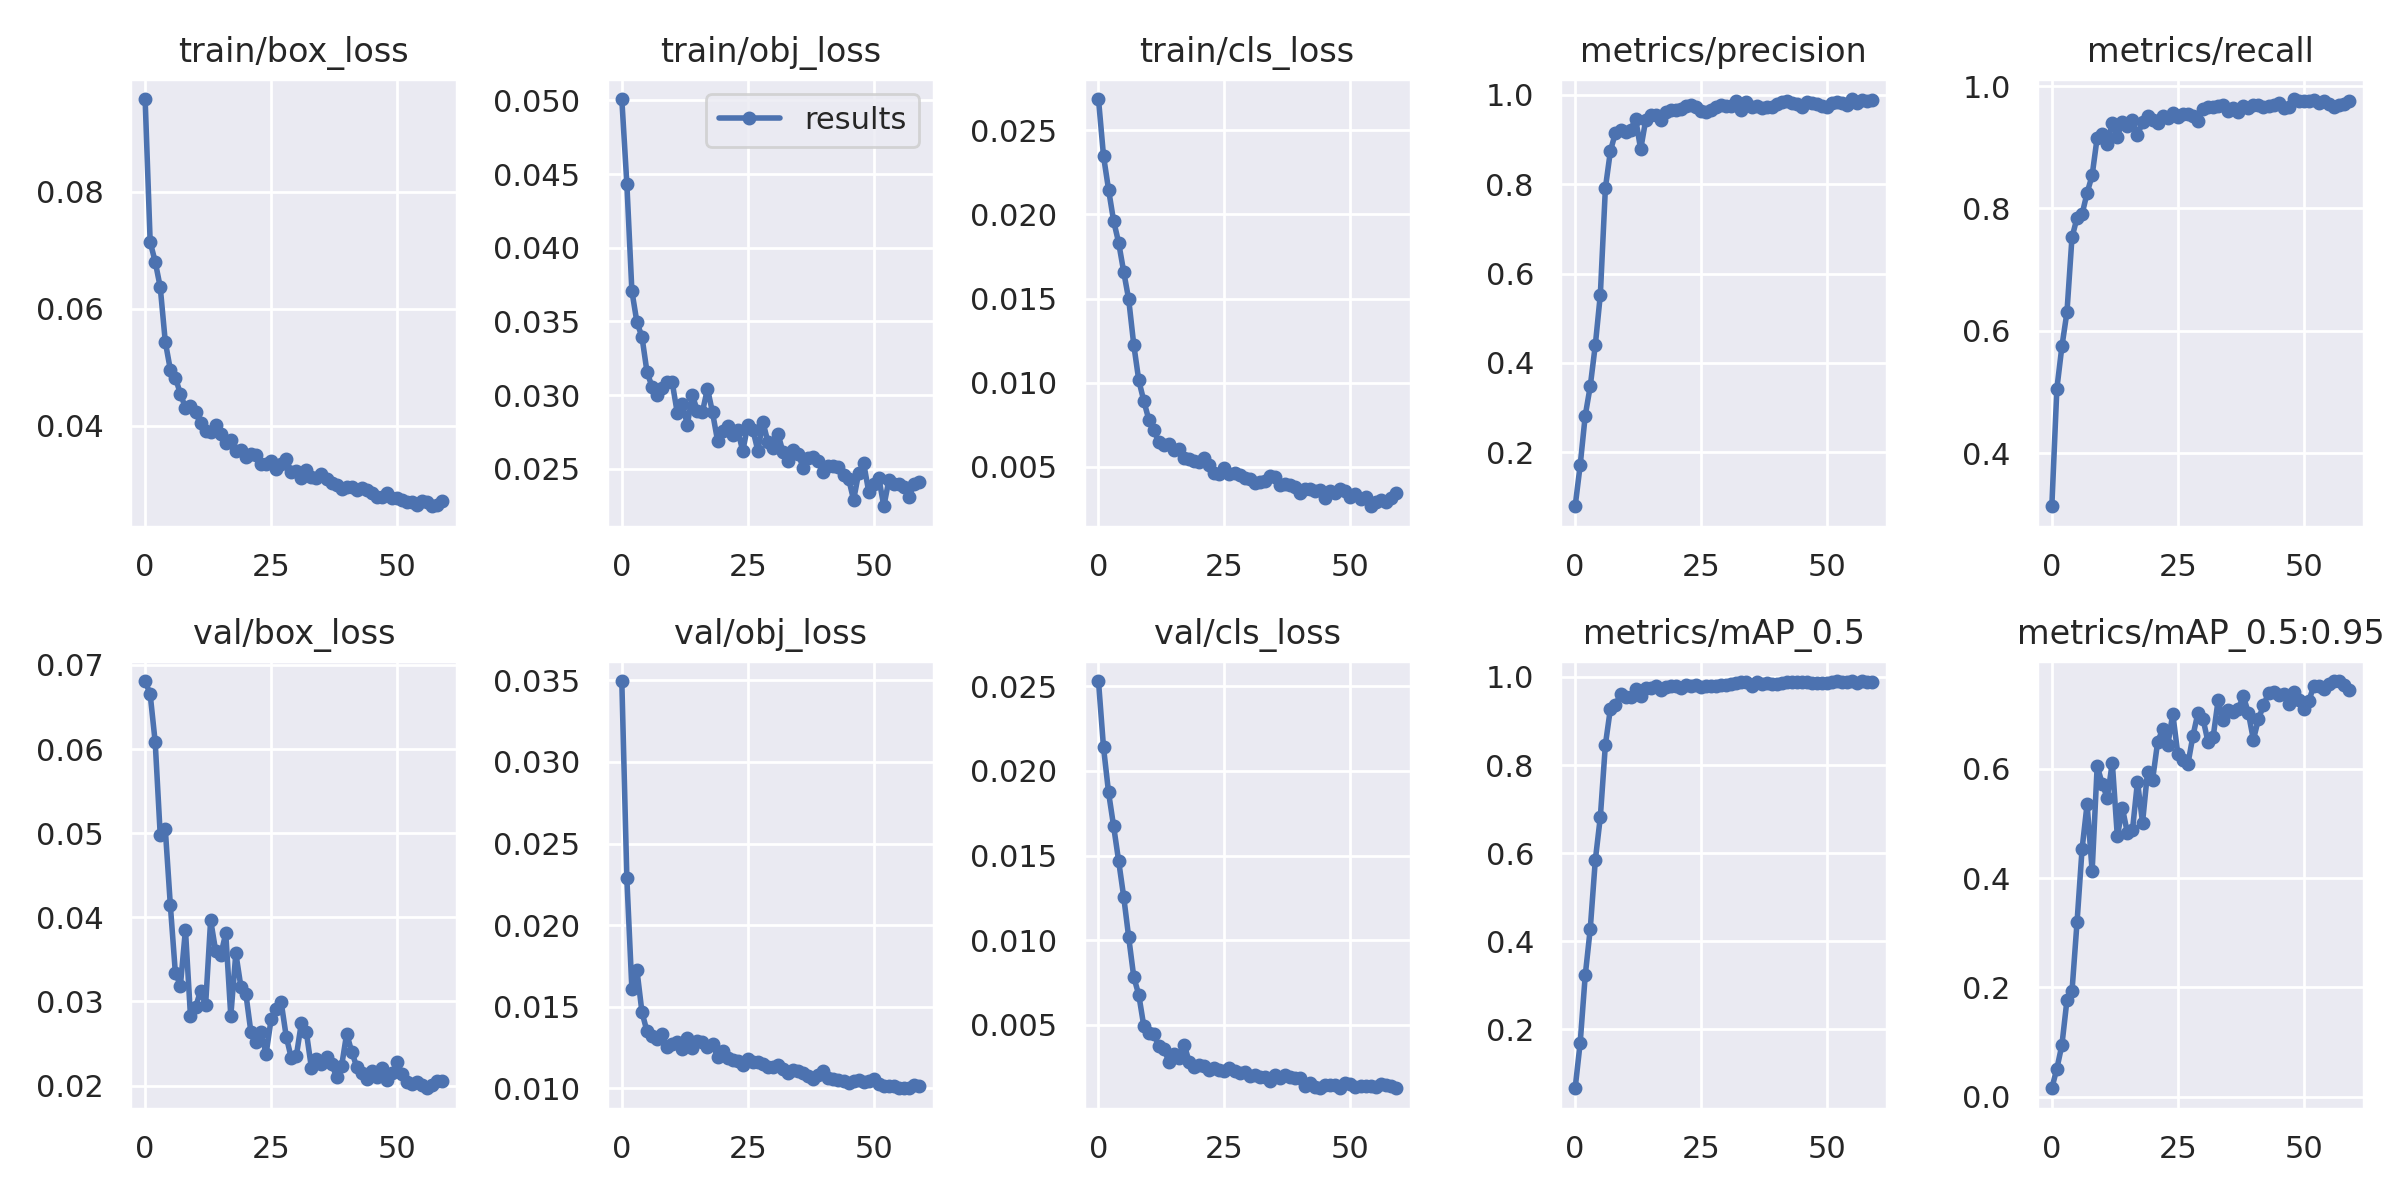 train/box_loss
0.08
0.06
0.04
0 25 50
train/obj_loss
results
0.050
0.045
0.040
0.035
0.030
0.025
0 25 50
train/cls_loss
0.025
0.020
0.015
0.010
0.005
0 25 50
metrics/precision
1.0
0.8
0.6
0.4
0.2
0 25 50
metrics/recall
1.0
0.8
0.6
0.4
0 25 50
val/box_loss
0.07
0.06
0.05
0.04
0.03
0.02
0 25 50
val/obj_loss
0.035
0.030
0.025
0.020
0.015
0.010
0 25 50
val/cls_loss
0.025
0.020
0.015
0.010
0.005
0 25 50
metrics/mAP_0.5
1.0
0.8
0.6
0.4
0.2
0 25 50
metrics/mAP_0.5:0.95
0.6
0.4
0.2
0.0
0 25 50